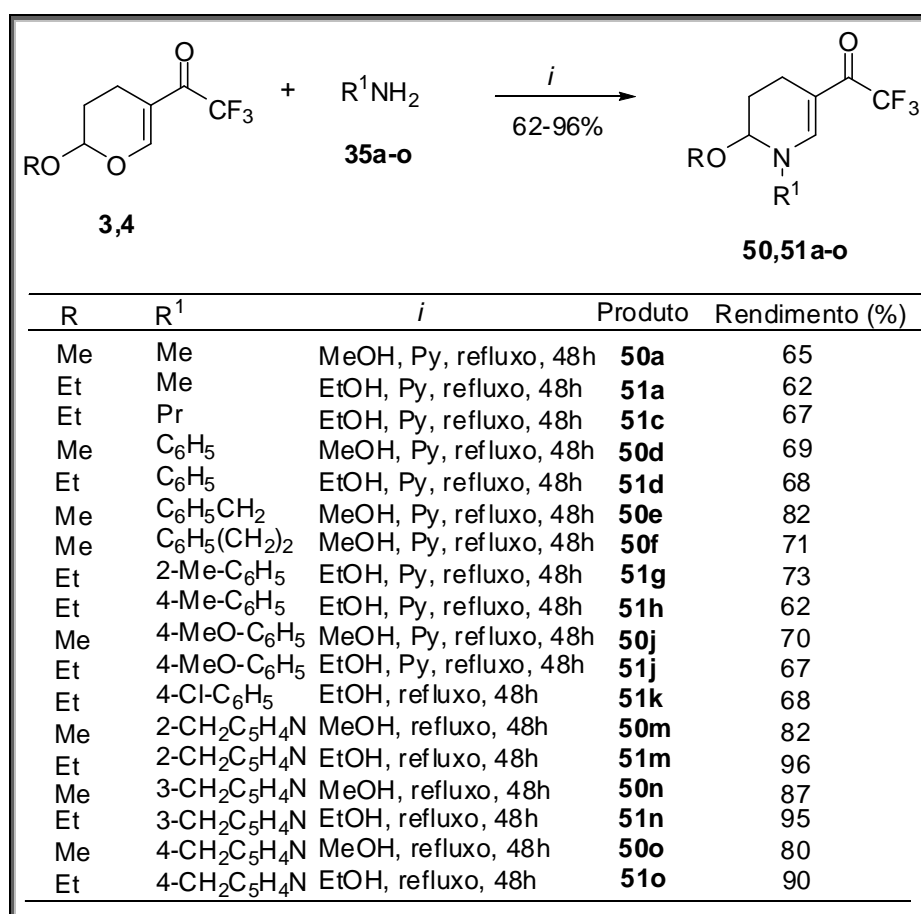 O
CF₃
RO
O
3,4
+
R¹NH₂
35a-o
i
62-96%
O
CF₃
RO
N
R¹
50,51a-o
R R¹ i Produto Rendimento (%)
Me Me MeOH, Py, refluxo, 48h 50a 65
Et Me EtOH, Py, refluxo, 48h 51a 62
Et Pr EtOH, Py, refluxo, 48h 51c 67
Me C₆H₅ MeOH, Py, refluxo, 48h 50d 69
Et C₆H₅ EtOH, Py, refluxo, 48h 51d 68
Me C₆H₅CH₂ MeOH, Py, refluxo, 48h 50e 82
Me C₆H₅(CH₂)₂ MeOH, Py, refluxo, 48h 50f 71
Et 2-Me-C₆H₅ EtOH, Py, refluxo, 48h 51g 73
Et 4-Me-C₆H₅ EtOH, Py, refluxo, 48h 51h 62
Me 4-MeO-C₆H₅ MeOH, Py, refluxo, 48h 50j 70
Et 4-MeO-C₆H₅ EtOH, Py, refluxo, 48h 51j 67
Et 4-Cl-C₆H₅ EtOH, refluxo, 48h 51k 68
Me 2-CH₂C₅H₄N MeOH, refluxo, 48h 50m 82
Et 2-CH₂C₅H₄N EtOH, refluxo, 48h 51m 96
Me 3-CH₂C₅H₄N MeOH, refluxo, 48h 50n 87
Et 3-CH₂C₅H₄N EtOH, refluxo, 48h 51n 95
Me 4-CH₂C₅H₄N MeOH, refluxo, 48h 50o 80
Et 4-CH₂C₅H₄N EtOH, refluxo, 48h 51o 90